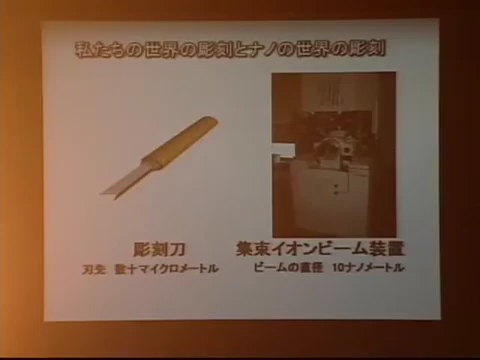 私たちの世界の彫刻とナノの世界の彫刻
彫刻刀
刃先 数十マイクロメートル
集束イオンビーム装置
ビームの直径 10ナノメートル